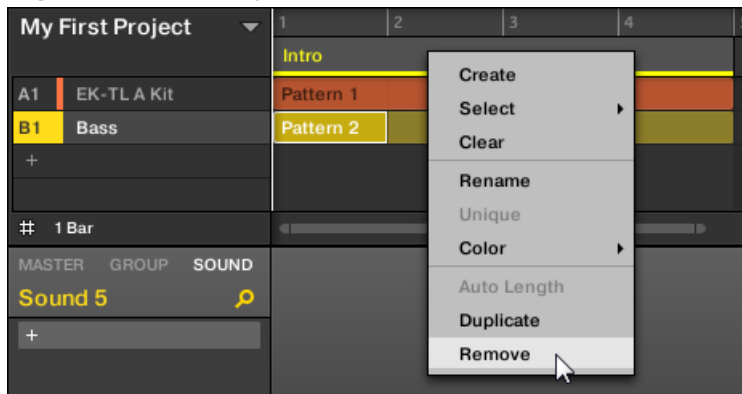 My First Project
1 2 3 4
Intro
A1 EK-TL A Kit
Pattern 1
B1 Bass
Pattern 2
+
# 1 Bar
MASTER GROUP SOUND
Sound 5
+
Create
Select
Clear
Rename
Unique
Color
Auto Length
Duplicate
Remove